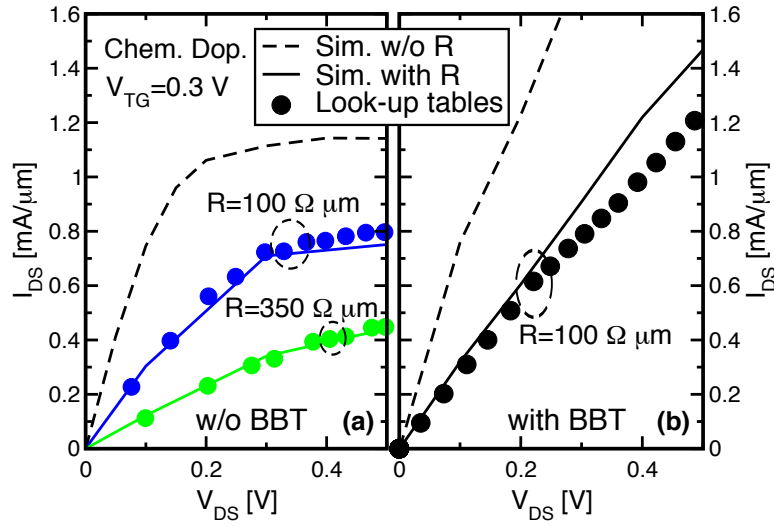 Chem. Dop.
V_TG=0.3 V
Sim. w/o R
Sim. with R
Look-up tables
I_DS [mA/μm]
1.6
1.4
1.2
1
0.8
0.6
0.4
0.2
0
R=100 Ω μm
R=350 Ω μm
w/o BBT
(a)
0
0.2
0.4
V_DS [V]
R=100 Ω μm
with BBT
(b)
0
0.2
0.4
V_DS [V]
1.6
1.4
1.2
1
0.8
0.6
0.4
0.2
0
I_DS [mA/μm]